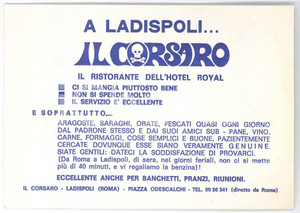 A LADISPOLI...
IL CORSARO
IL RISTORANTE DELL'HOTEL ROYAL
CI SI MANGIA PIUTTOSTO BENE
NON SI SPENDE MOLTO
IL SERVIZIO E' ECCELLENTE
E SOPRATTUTTO,...
ARAGOSTE, SARAGHI, ORATE, PESCATI QUASI OGNI GIORNO
DAL PADRONE STESSO E DAI SUOI AMICI SUB - PANE, VINO,
CARNE, FORMAGGI, COSE SEMPLICI E BUONE, PAZIENTEMENTE
CERCATE DOVUNQUE ESSE SIANO VERAMENTE GENUINE.
SIATE GENTILI: DATECI LA SODDISFAZIONE DI PROVARCI.
(Da Roma a Ladispoli, di sera, nei giorni feriali, non ci si mette
più di 40 minuti, e vi regaliamo la benzina!).
ECCELLENTE ANCHE PER BANCHETTI, PRANZI, RIUNIONI.
IL CORSARO - LADISPOLI (ROMA) - PIAZZA ODESCALCHI - TEL. (diretto da Roma)